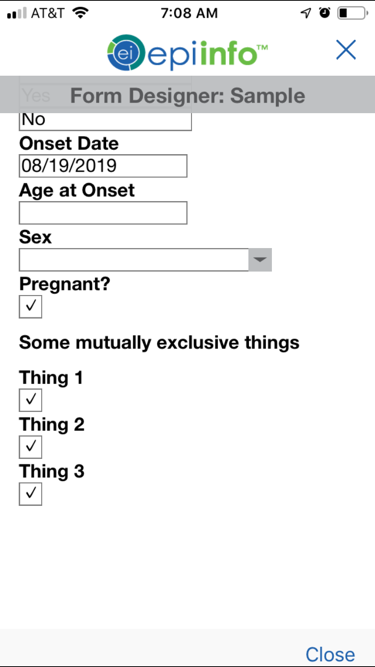 AT&T 7:08 AM
ei epiinfo™
Yes
Form Designer: Sample
No
Onset Date
08/19/2019
Age at Onset
Sex
Pregnant?
Some mutually exclusive things
Thing 1
Thing 2
Thing 3
Close